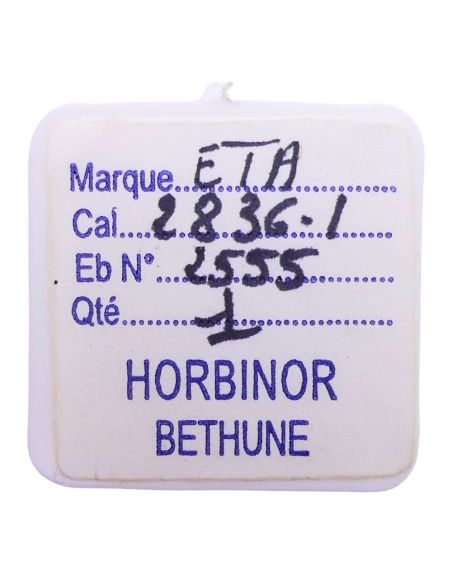 Marque ETA
Cal 2836.1
Eb N° 2555
Qté 1
HORBINOR
BETHUNE